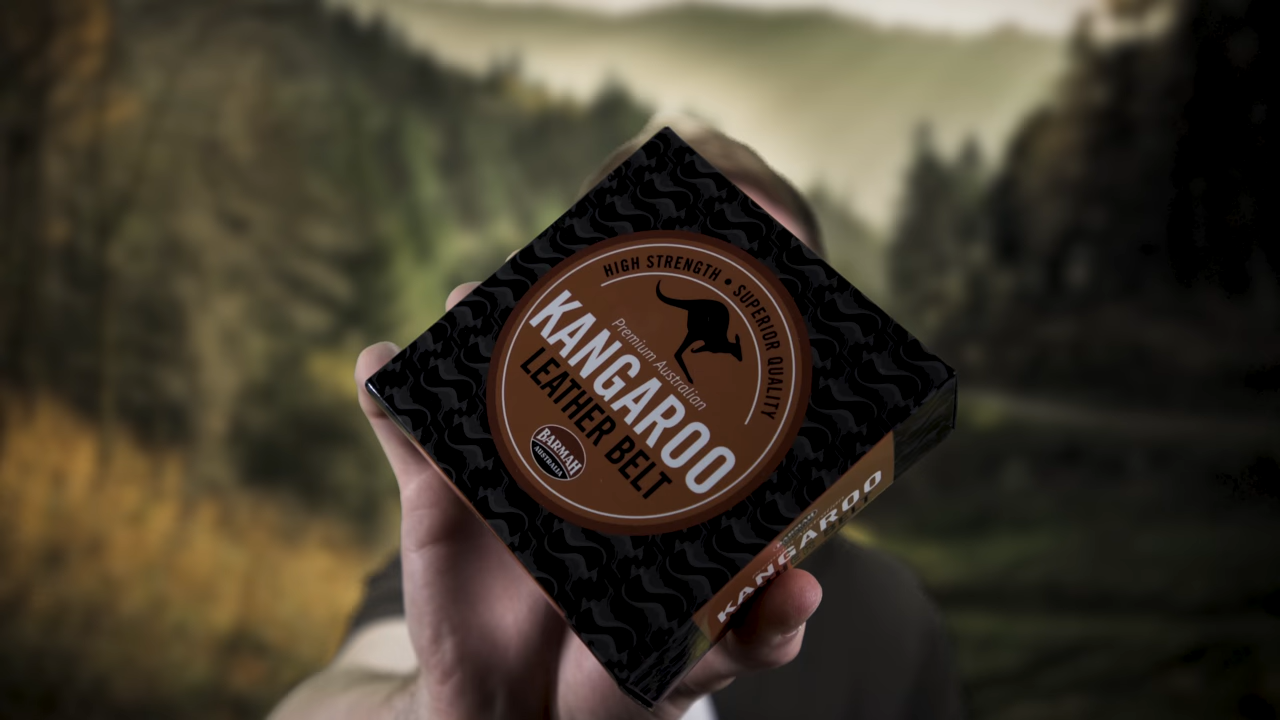 HIGH STRENGTH • SUPERIOR QUALITY
Premium Australian
KANGAROO
LEATHER BELT
BARMAH
AUSTRALIA
KANGAROO